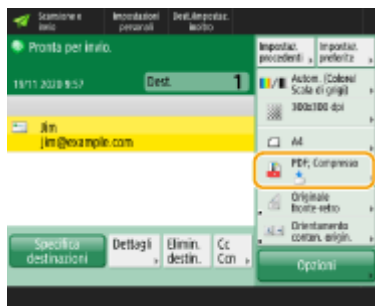 Scansione e
invio
Impostazioni
personali
Dest./Impostaz.
inoltro
Pronta per invio.
19/11 2020 9:57
Dest.
1
Jim
jim@example.com
Specifica
destinazioni
Dettagli
Elimin.
destin.
Cc
Ccn
Impostaz.
precedenti
Impostaz.
preferite
Autom. (Colore/
Scala di grigi)
300x300 dpi
A4
PDF; Compresso
Originale
fronte-retro
Orientamento
conten. origin.
Opzioni